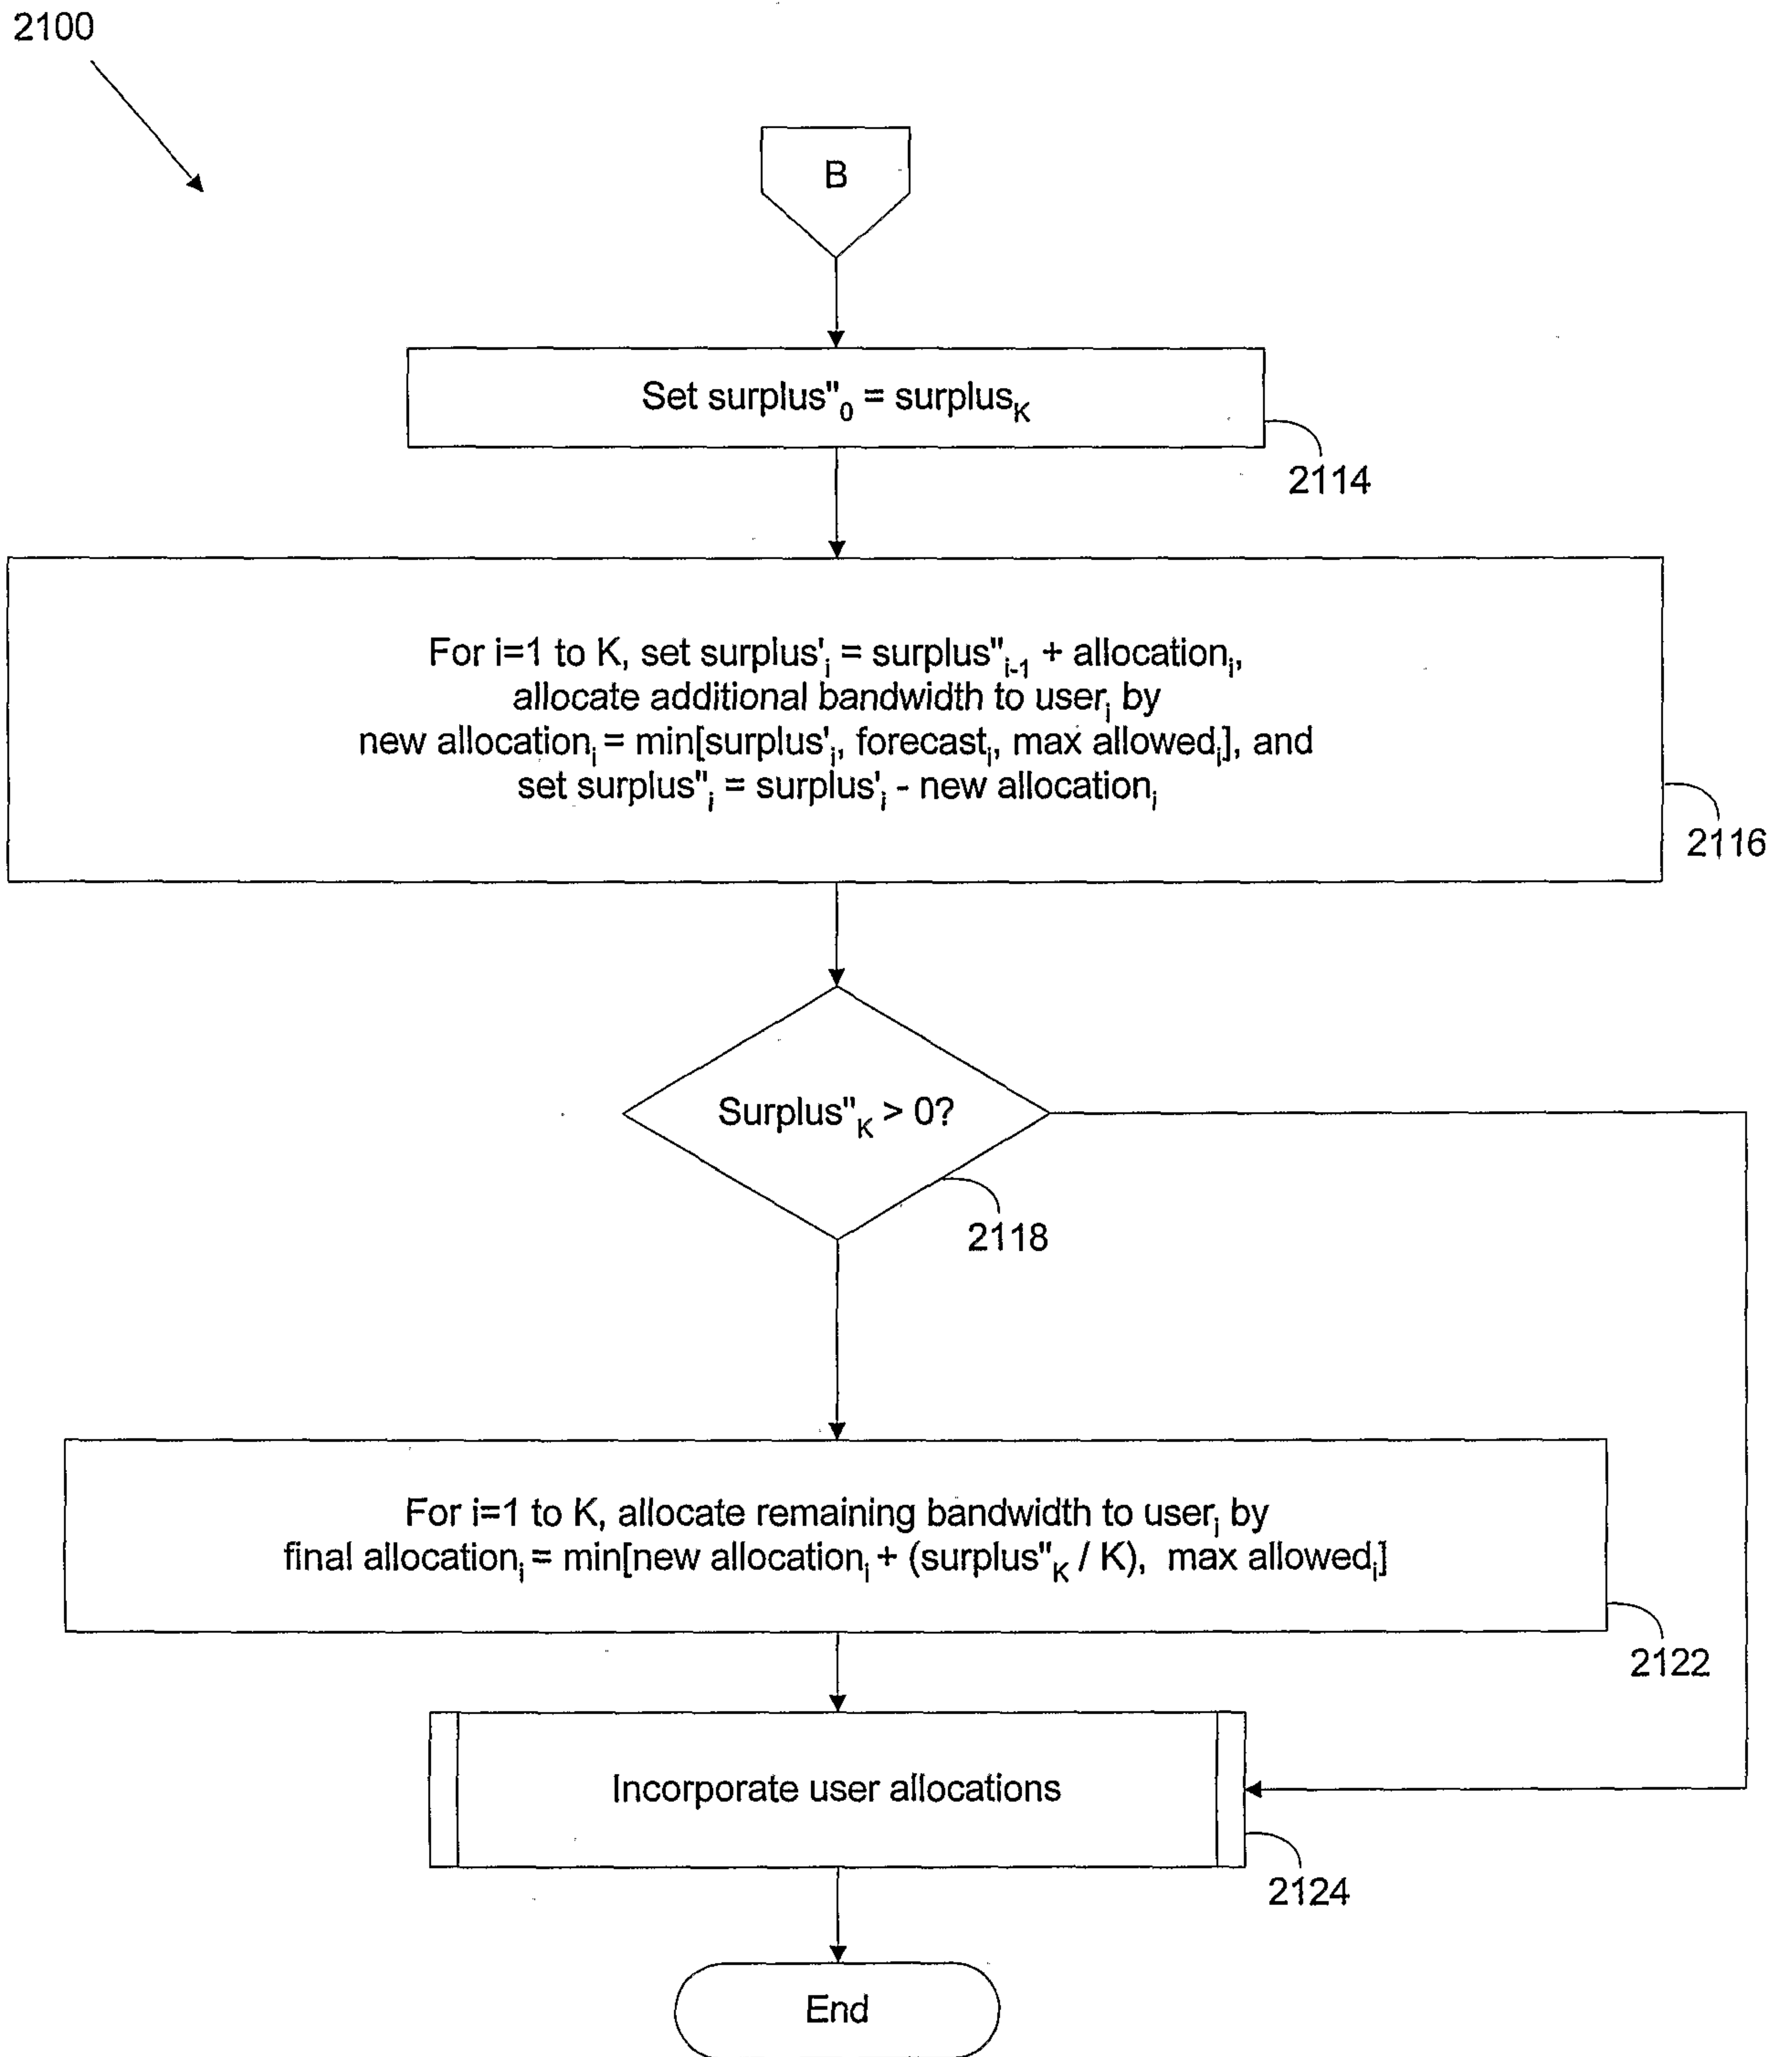 2100
B
Set surplus"₀ = surplusK
2114
For i=1 to K, set surplus'ᵢ = surplus"ᵢ₋₁ + allocationᵢ,
allocate additional bandwidth to userᵢ by
new allocationᵢ = min[surplus'ᵢ, forecastᵢ, max allowedᵢ], and
set surplus"ᵢ = surplus'ᵢ - new allocationᵢ
2116
Surplus"K > 0?
2118
For i=1 to K, allocate remaining bandwidth to userᵢ by
final allocationᵢ = min[new allocationᵢ + (surplus"K / K), max allowedᵢ]
2122
Incorporate user allocations
2124
End